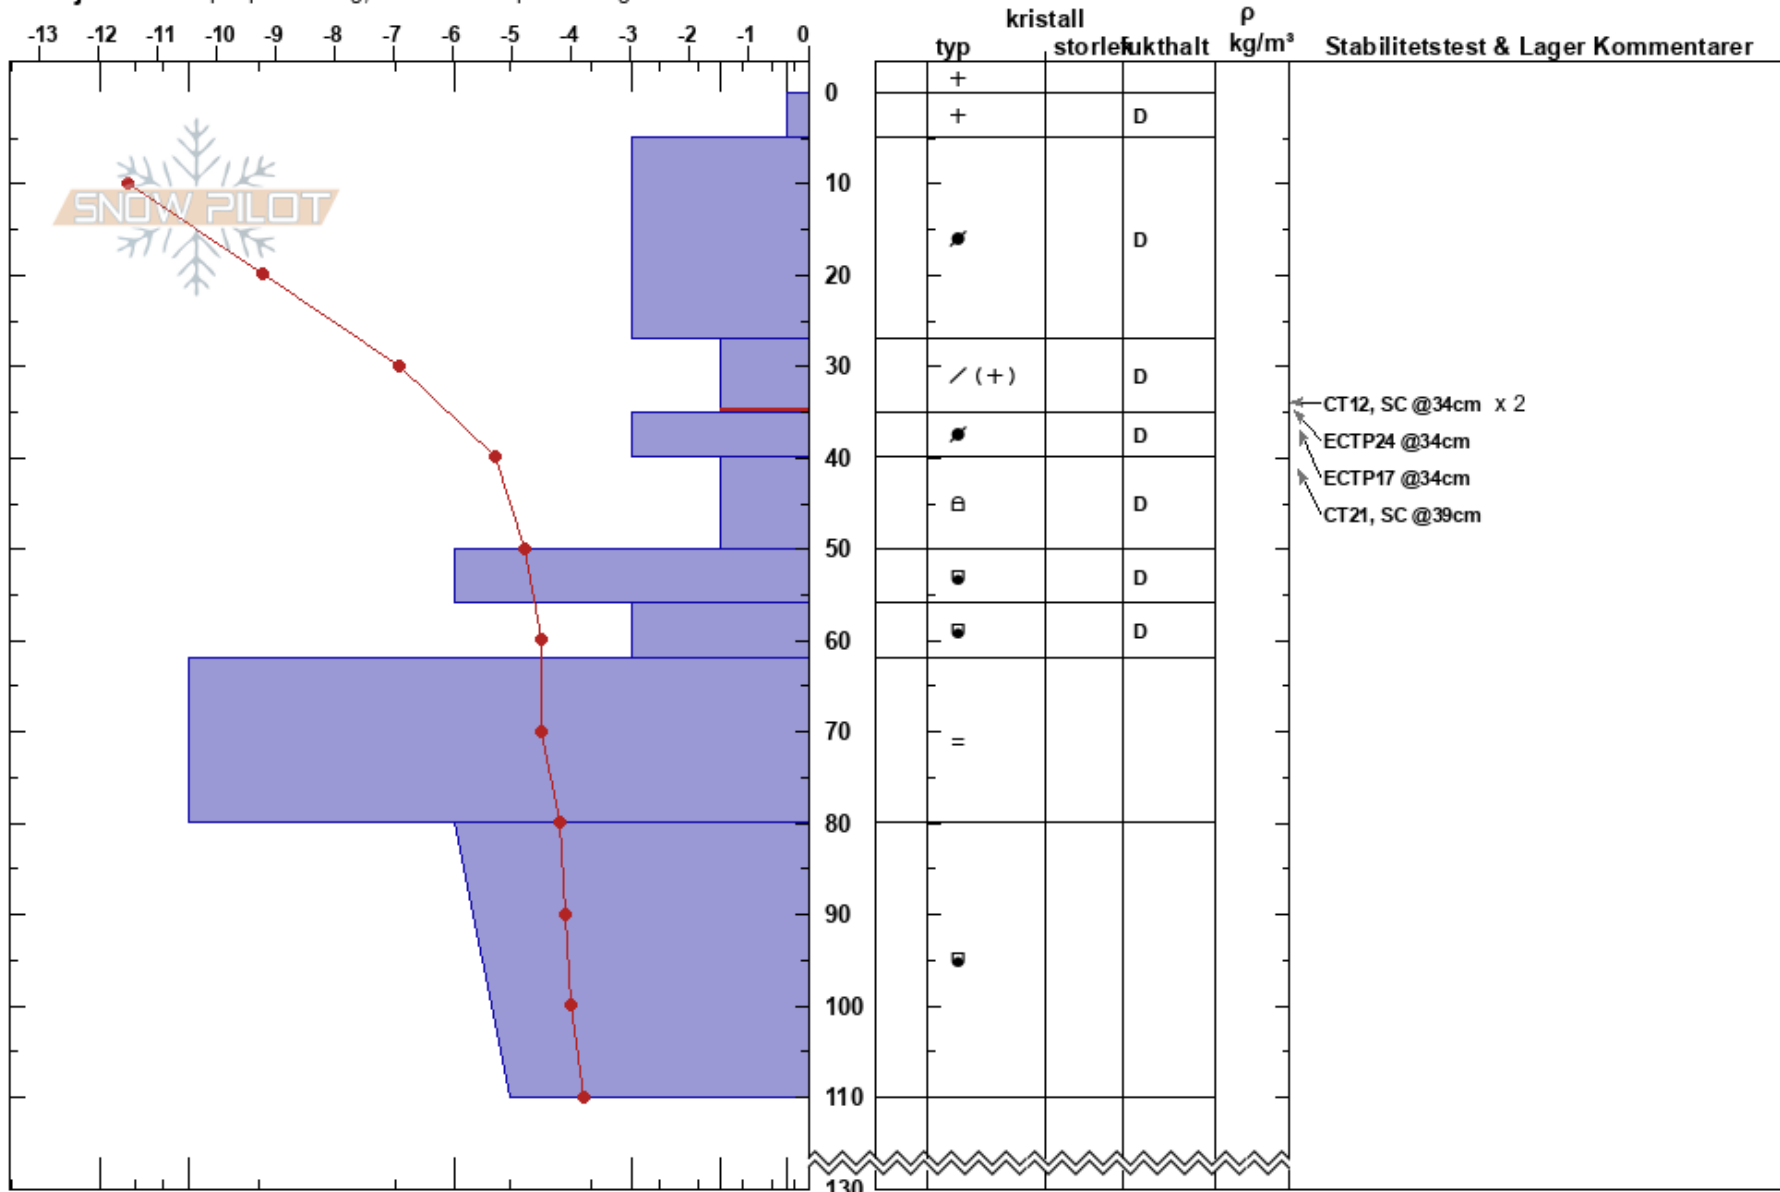 kristall ρ
-13 -12 -11 -10 -9 -8 -7 -6 -5 -4 -3 -2 -1 0 typ storlek fukthalt kg/m³ Stabilitetstest & Lager Kommentarer
+
0
+ D
10
SNOW PILOT
D
20
30
/ (+) D
CT12, SC @34cm x 2
D
ECTP24 @34cm
40
ECTP17 @34cm
D
CT21, SC @39cm
50
D
D
60
70
=
80
90
100
110
130